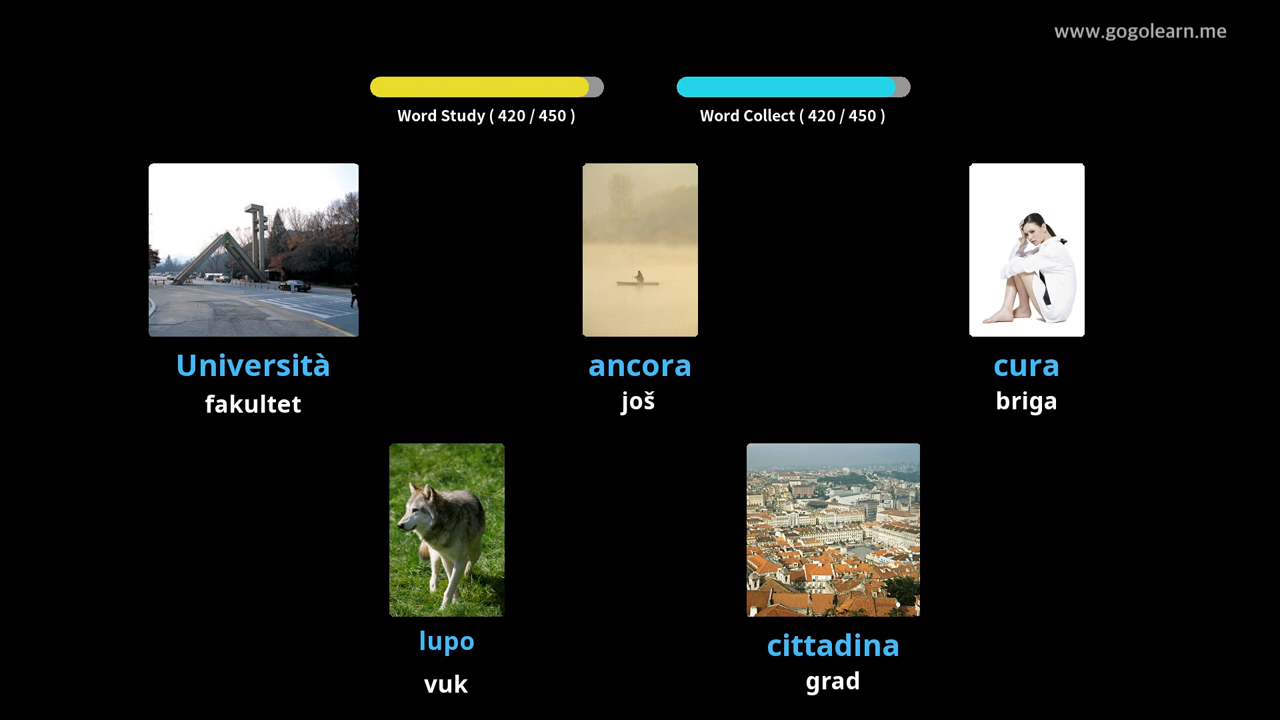 www.gogolearn.me
Word Study ( 420 / 450 )
Word Collect ( 420 / 450 )
Università
fakultet
ancora
još
cura
briga
lupo
vuk
cittadina
grad